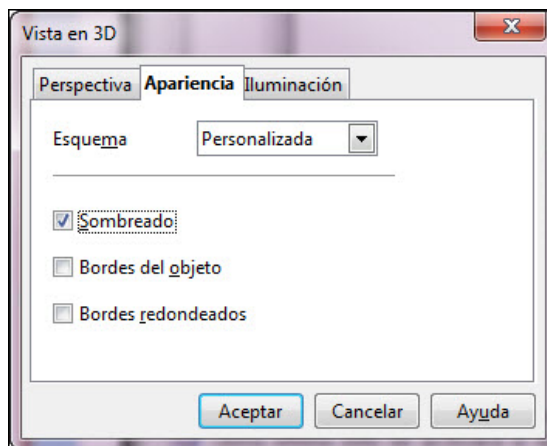 Vista en 3D
Perspectiva Apariencia Iluminación
Esquema Personalizada
Sombreado
Bordes del objeto
Bordes redondeados
Aceptar Cancelar Ayuda